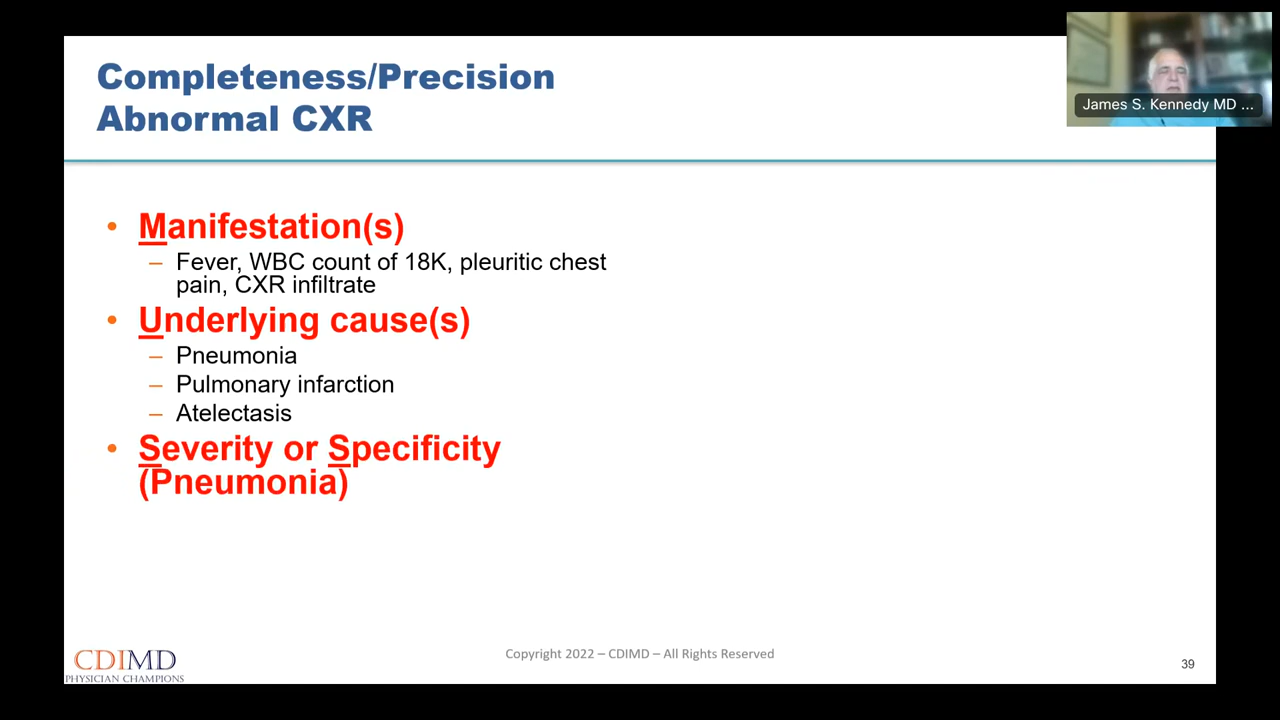 Completeness/Precision
Abnormal CXR
James S. Kennedy MD ...
• Manifestation(s)
– Fever, WBC count of 18K, pleuritic chest
pain, CXR infiltrate
• Underlying cause(s)
– Pneumonia
– Pulmonary infarction
– Atelectasis
• Severity or Specificity
(Pneumonia)
CDIMD
PHYSICIAN CHAMPIONS
Copyright 2022 – CDIMD – All Rights Reserved
39